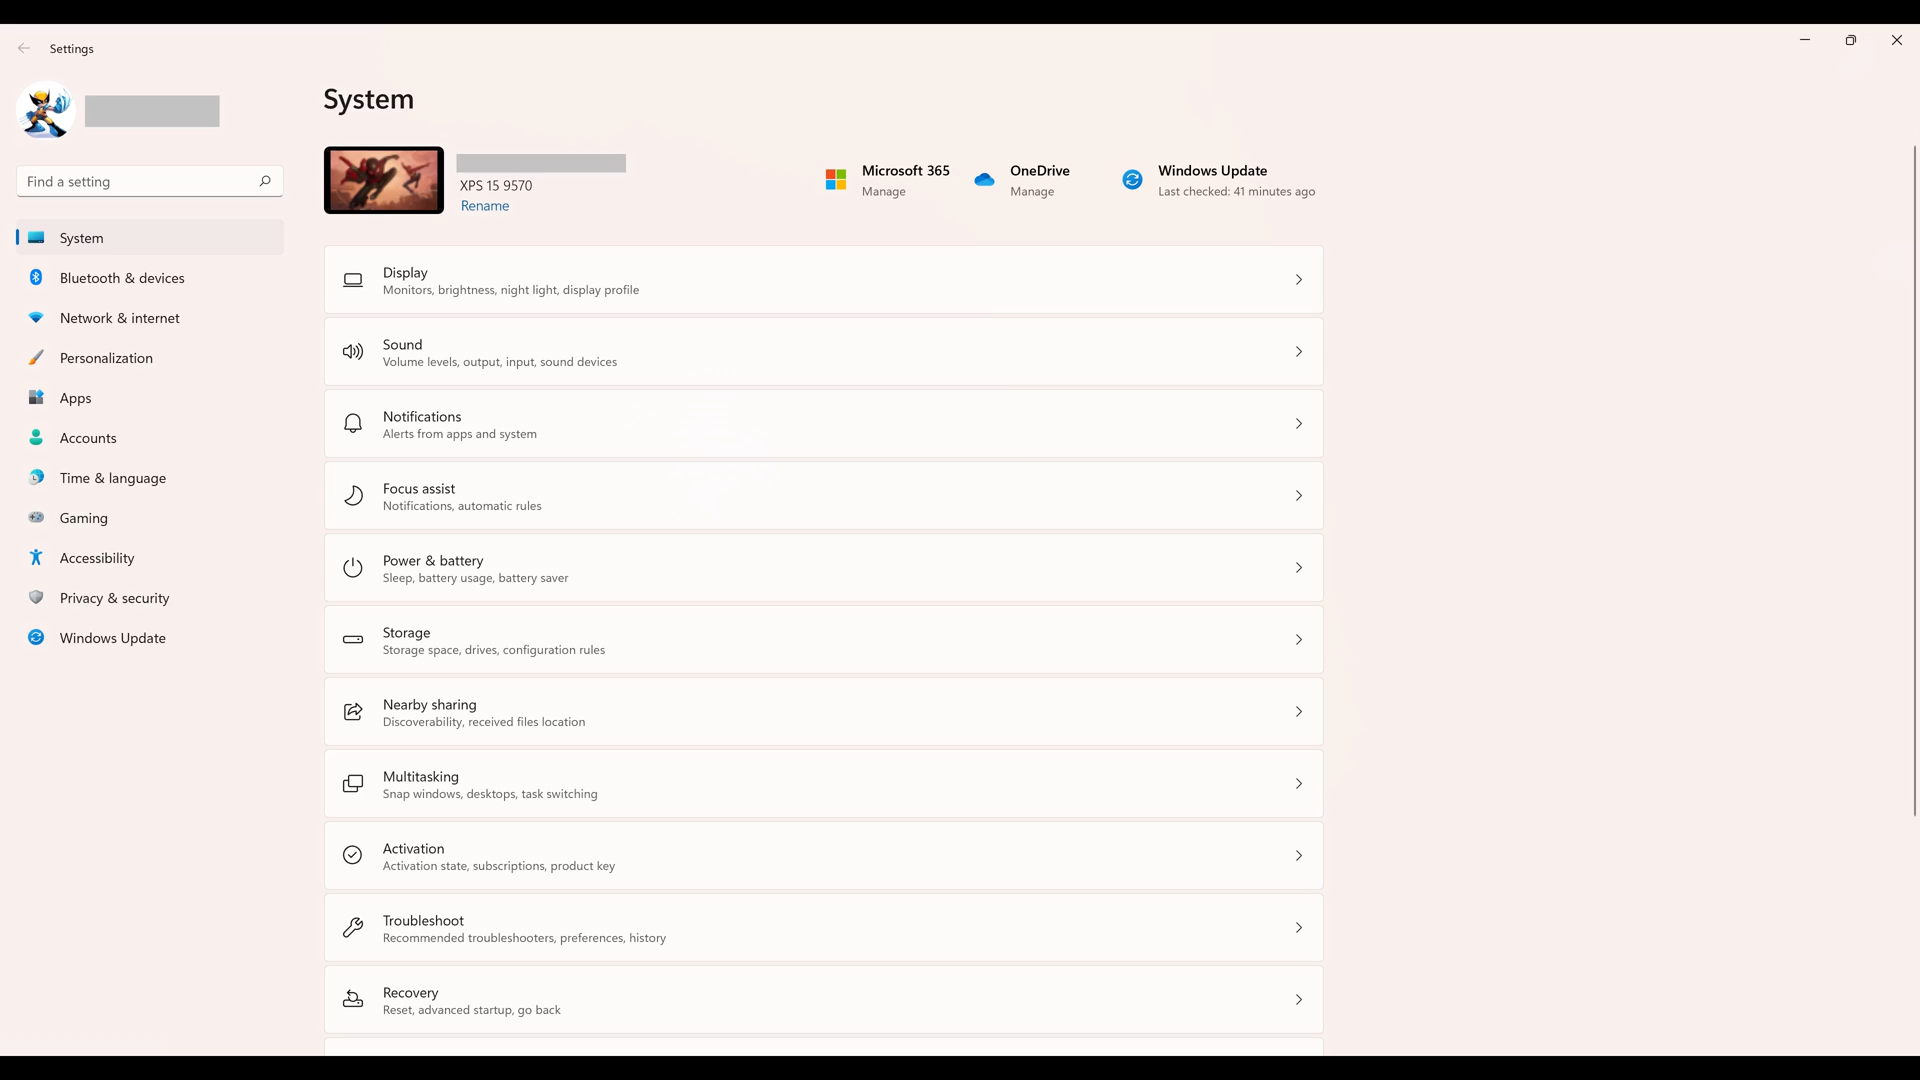 Settings
Find a setting
System
Bluetooth & devices
Network & internet
Personalization
Apps
Accounts
Time & language
Gaming
Accessibility
Privacy & security
Windows Update
System
XPS 15 9570
Rename
Microsoft 365
Manage
OneDrive
Manage
Windows Update
Last checked: 41 minutes ago
Display
Monitors, brightness, night light, display profile
Sound
Volume levels, output, input, sound devices
Notifications
Alerts from apps and system
Focus assist
Notifications, automatic rules
Power & battery
Sleep, battery usage, battery saver
Storage
Storage space, drives, configuration rules
Nearby sharing
Discoverability, received files location
Multitasking
Snap windows, desktops, task switching
Activation
Activation state, subscriptions, product key
Troubleshoot
Recommended troubleshooters, preferences, history
Recovery
Reset, advanced startup, go back